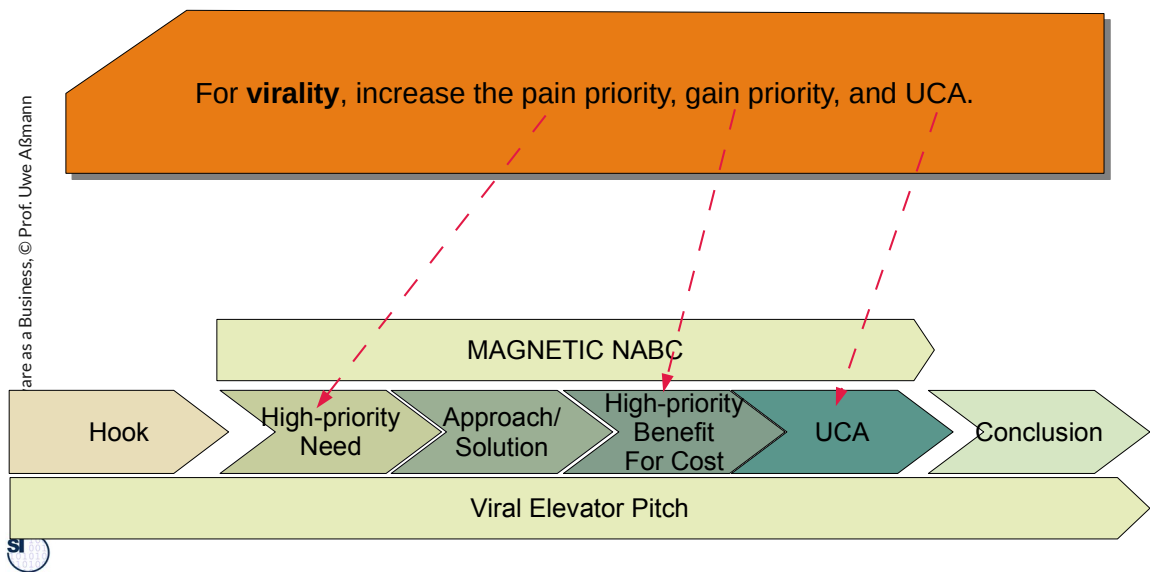 For virality, increase the pain priority, gain priority, and UCA.
are as a Business, © Prof. Uwe Aßmann
MAGNETIC NABC
Hook
High-priority
Need
Approach/
Solution
High-priority
Benefit
For Cost
UCA
Conclusion
Viral Elevator Pitch